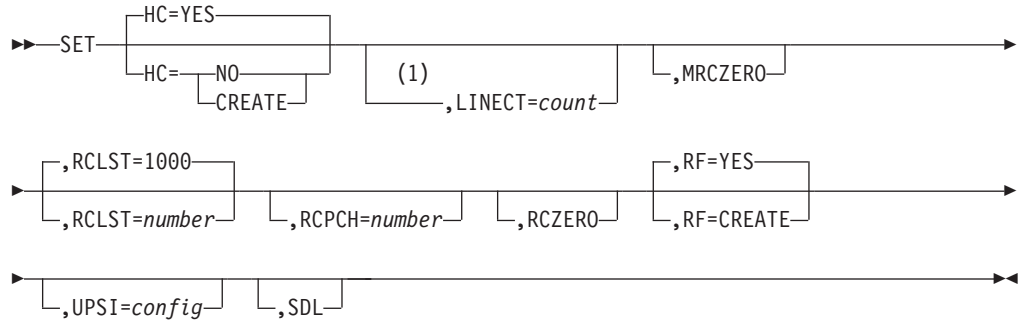 HC=YES
SET
HC= NO
CREATE
(1)
,LINECT=count
,MRCZERO
,RCLST=1000
,RCLST=number
,RCPCH=number
,RCZERO
,RF=YES
,RF=CREATE
,UPSI=config
,SDL